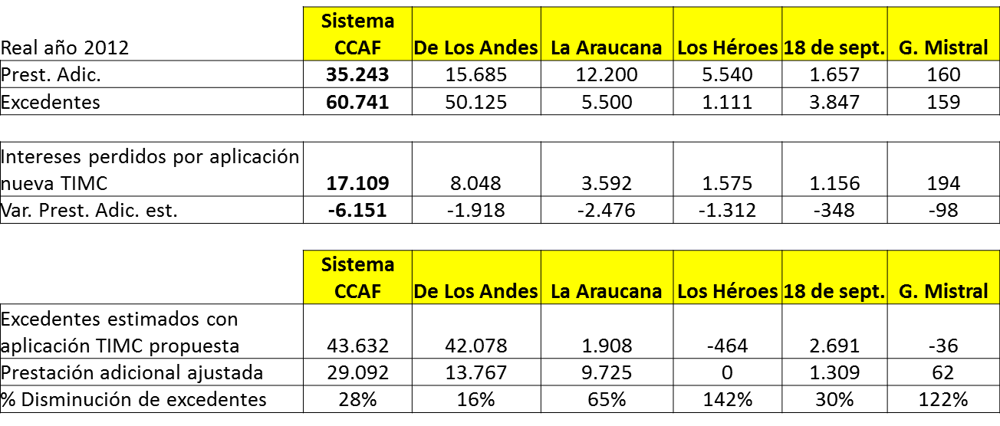 Real año 2012 Sistema CCAF De Los Andes La Araucana Los Héroes 18 de sept. G. Mistral
Prest. Adic. 35.243 15.685 12.200 5.540 1.657 160
Excedentes 60.741 50.125 5.500 1.111 3.847 159
Intereses perdidos por aplicación
nueva TIMC 17.109 8.048 3.592 1.575 1.156 194
Var. Prest. Adic. est. -6.151 -1.918 -2.476 -1.312 -348 -98
Sistema
CCAF De Los Andes La Araucana Los Héroes 18 de sept. G. Mistral
Excedentes estimados con
aplicación TIMC propuesta 43.632 42.078 1.908 -464 2.691 -36
Prestación adicional ajustada 29.092 13.767 9.725 0 1.309 62
% Disminución de excedentes 28% 16% 65% 142% 30% 122%